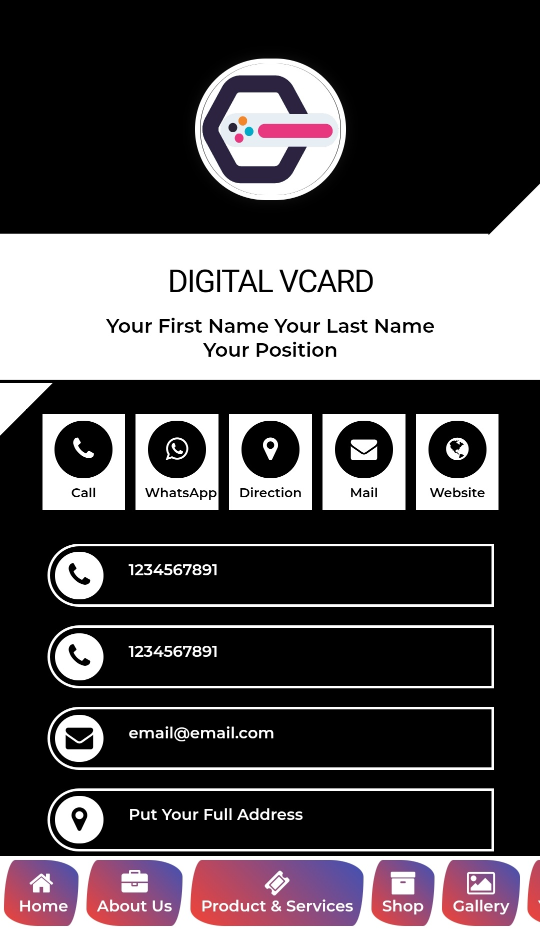 DIGITAL VCARD
Your First Name Your Last Name
Your Position
Call
WhatsApp
Direction
Mail
Website
1234567891
1234567891
email@email.com
Put Your Full Address
Home
About Us
Product & Services
Shop
Gallery